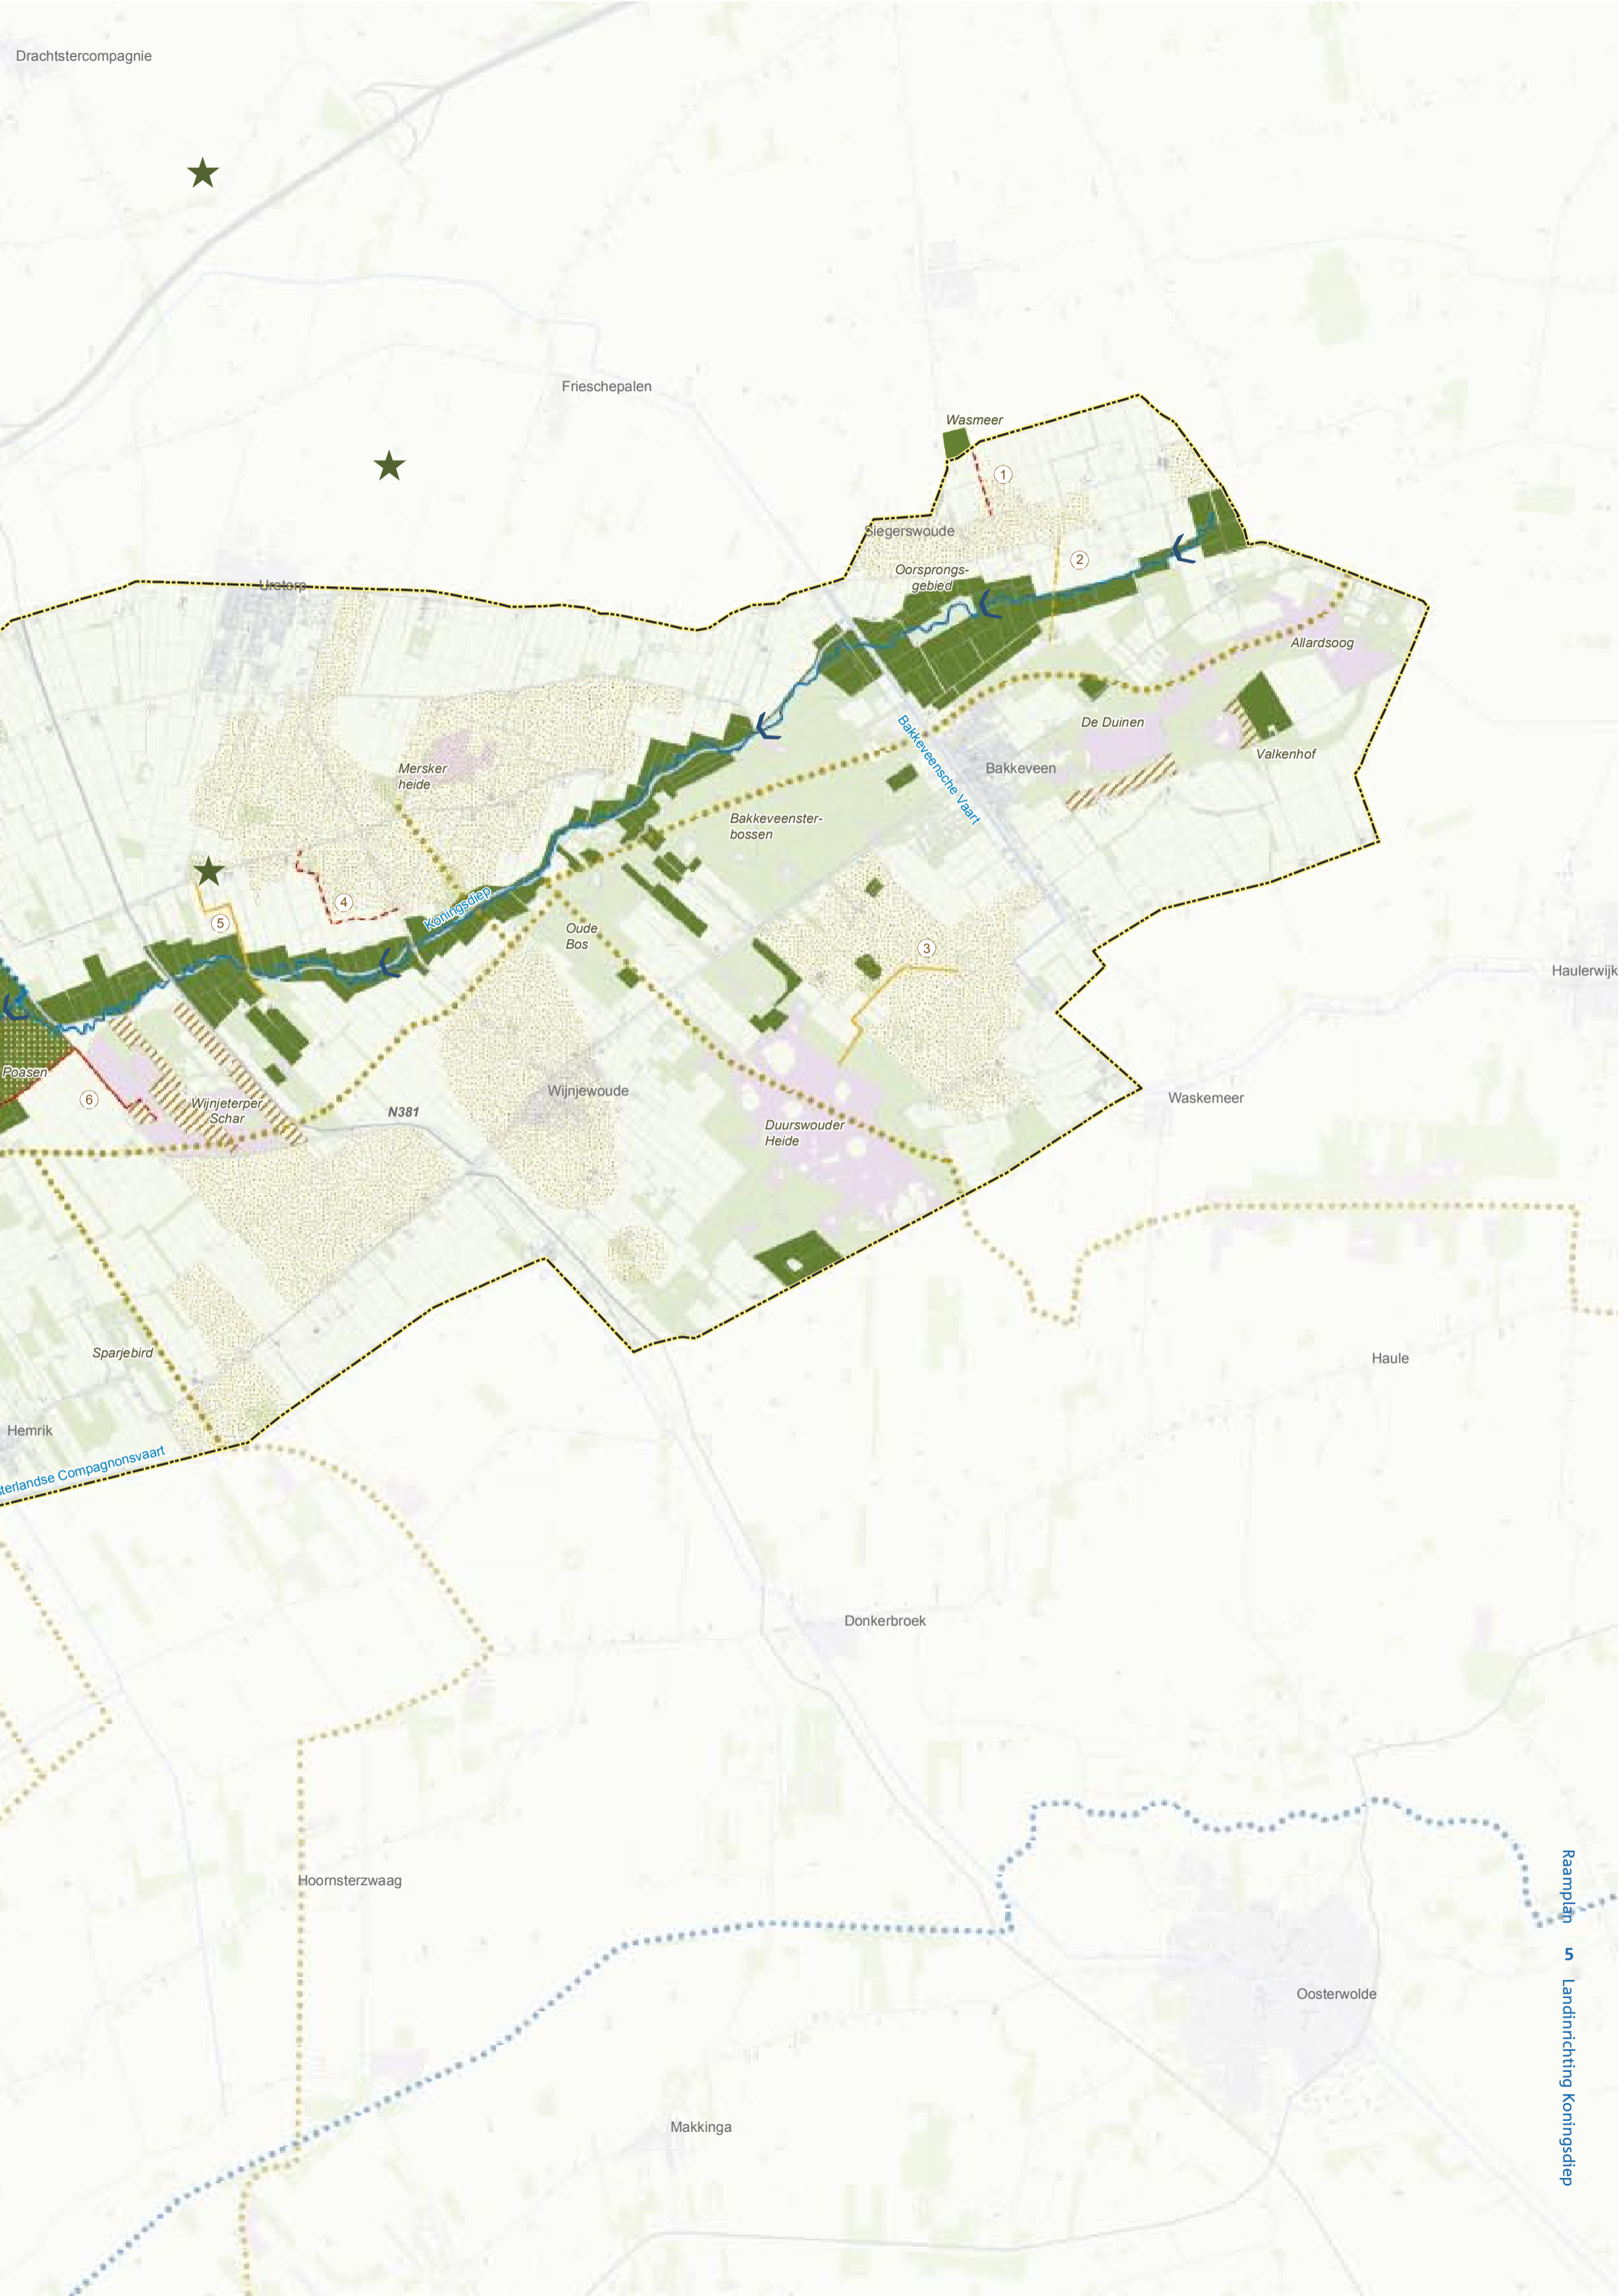 Drachtstercompagnie
Frieschepalen
Wasmeer
1
Siegerswoude
2
Oorsprongs-
gebied
Ureterp
Allardsoog
De Duinen
Valkenhof
Bakkeveensche Vaart
Bakkeveen
Mersker
heide
Bakkeveenster-
bossen
4
Koningsdiep
5
Oude
Bos
3
Haulerwijk
Poasen
6
Wijnjeterper
Schar
N381
Wijnjewoude
Waskemeer
Duurswouder
Heide
Sparjebird
Haule
Hemrik
sterlandse Compagnonsvaart
Donkerbroek
Hoornsterzwaag
Oosterwolde
Makkinga
Raamplan 5 Landinrichting Koningsdiep